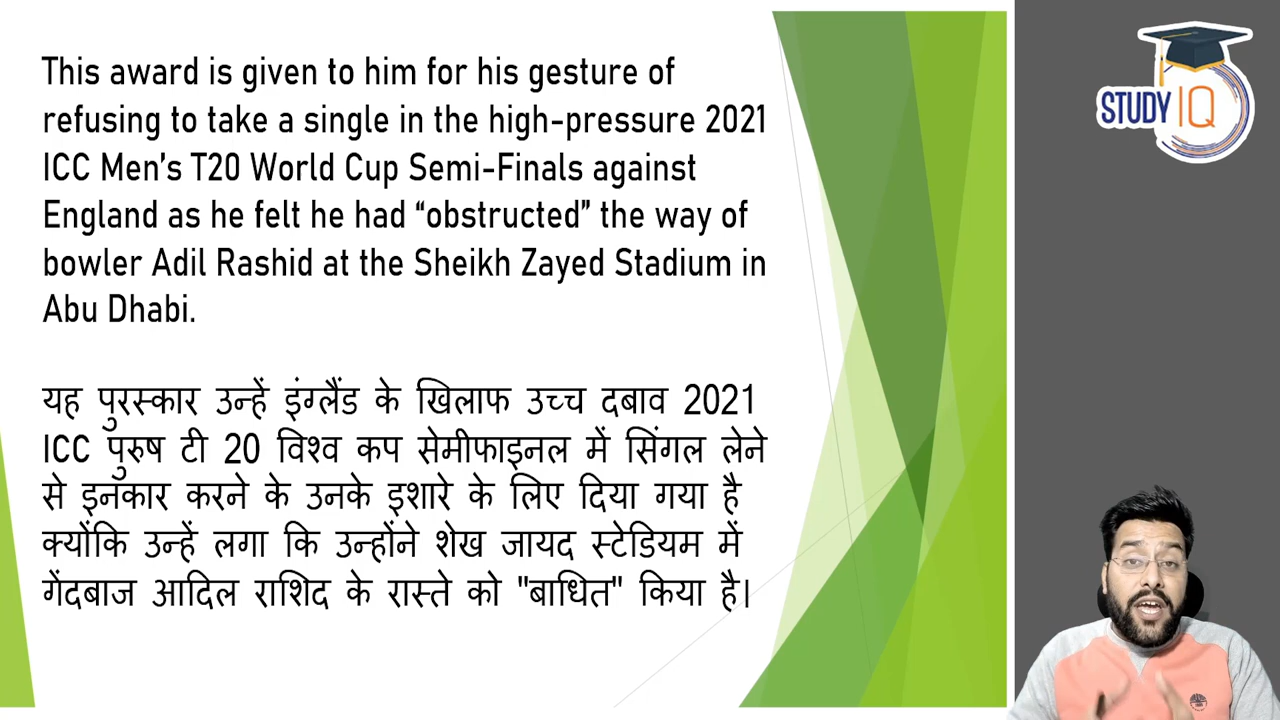 This award is given to him for his gesture of
refusing to take a single in the high-pressure 2021
ICC Men's T20 World Cup Semi-Finals against
England as he felt he had “obstructed” the way of
bowler Adil Rashid at the Sheikh Zayed Stadium in
Abu Dhabi.
यह पुरस्कार उन्हें इंग्लैंड के खिलाफ उच्च दबाव 2021
ICC पुरुष टी 20 विश्व कप सेमीफाइनल में सिंगल लेने
से इनकार करने के उनके इशारे के लिए दिया गया है
क्योंकि उन्हें लगा कि उन्होंने शेख जायद स्टेडियम में
गेंदबाज आदिल राशिद के रास्ते को "बाधित" किया है।
STUDY IQ